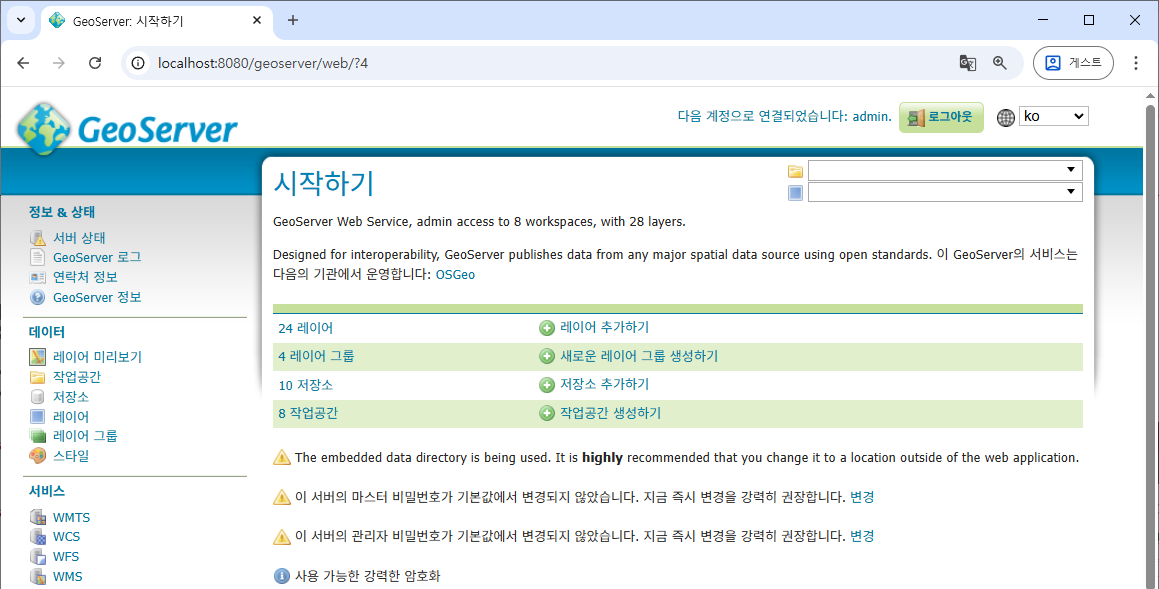 GeoServer: 시작하기
localhost:8080/geoserver/web/?4
게스트
GeoServer
다음 계정으로 연결되었습니다: admin.
로그아웃
ko
시작하기
GeoServer Web Service, admin access to 8 workspaces, with 28 layers.
Designed for interoperability, GeoServer publishes data from any major spatial data source using open standards. 이 GeoServer의 서비스는
다음의 기관에서 운영합니다: OSGeo
24 레이어
레이어 추가하기
4 레이어 그룹
새로운 레이어 그룹 생성하기
10 저장소
저장소 추가하기
8 작업공간
작업공간 생성하기
The embedded data directory is being used. It is highly recommended that you change it to a location outside of the web application.
이 서버의 마스터 비밀번호가 기본값에서 변경되지 않았습니다. 지금 즉시 변경을 강력히 권장합니다. 변경
이 서버의 관리자 비밀번호가 기본값에서 변경되지 않았습니다. 지금 즉시 변경을 강력히 권장합니다. 변경
사용 가능한 강력한 암호화
정보 & 상태
서버 상태
GeoServer 로그
연락처 정보
GeoServer 정보
데이터
레이어 미리보기
작업공간
저장소
레이어
레이어 그룹
스타일
서비스
WMTS
WCS
WFS
WMS